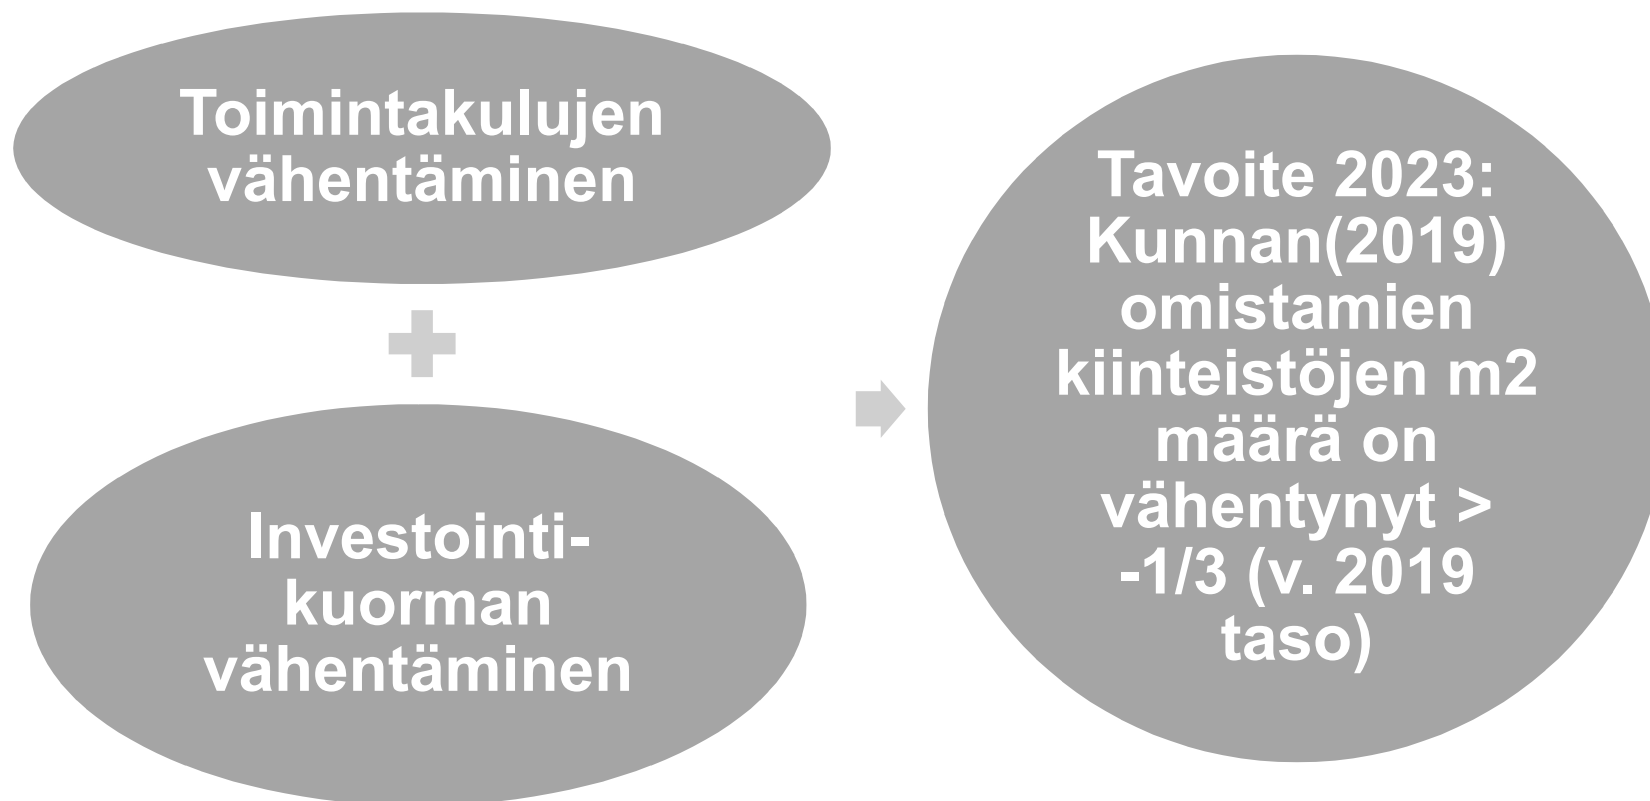 Toimintakulujen
vähentäminen
Investointi-
kuorman
vähentäminen
Tavoite 2023:
Kunnan(2019)
omistamien
kiinteistöjen m2
määrä on
vähentynyt >
-1/3 (v. 2019
taso)